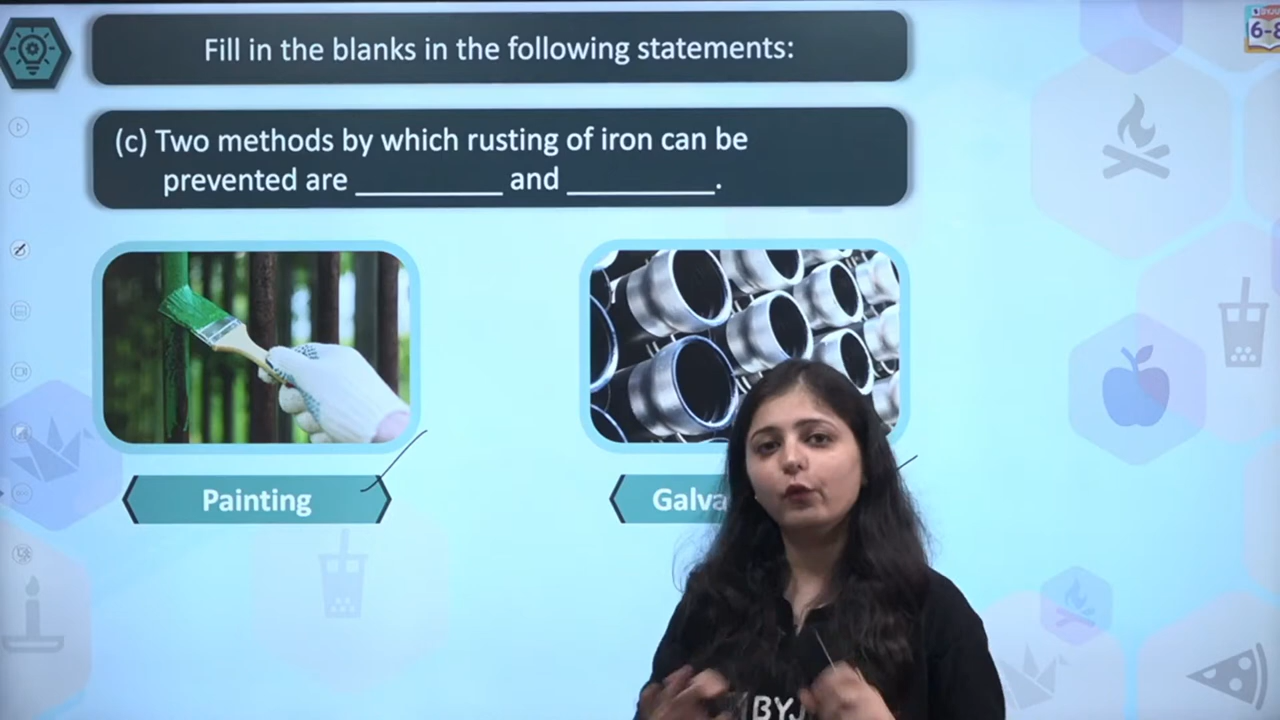 Fill in the blanks in the following statements:
BYJU
6-8
(c) Two methods by which rusting of iron can be
prevented are __________ and __________.
Painting
Galva
BYJ